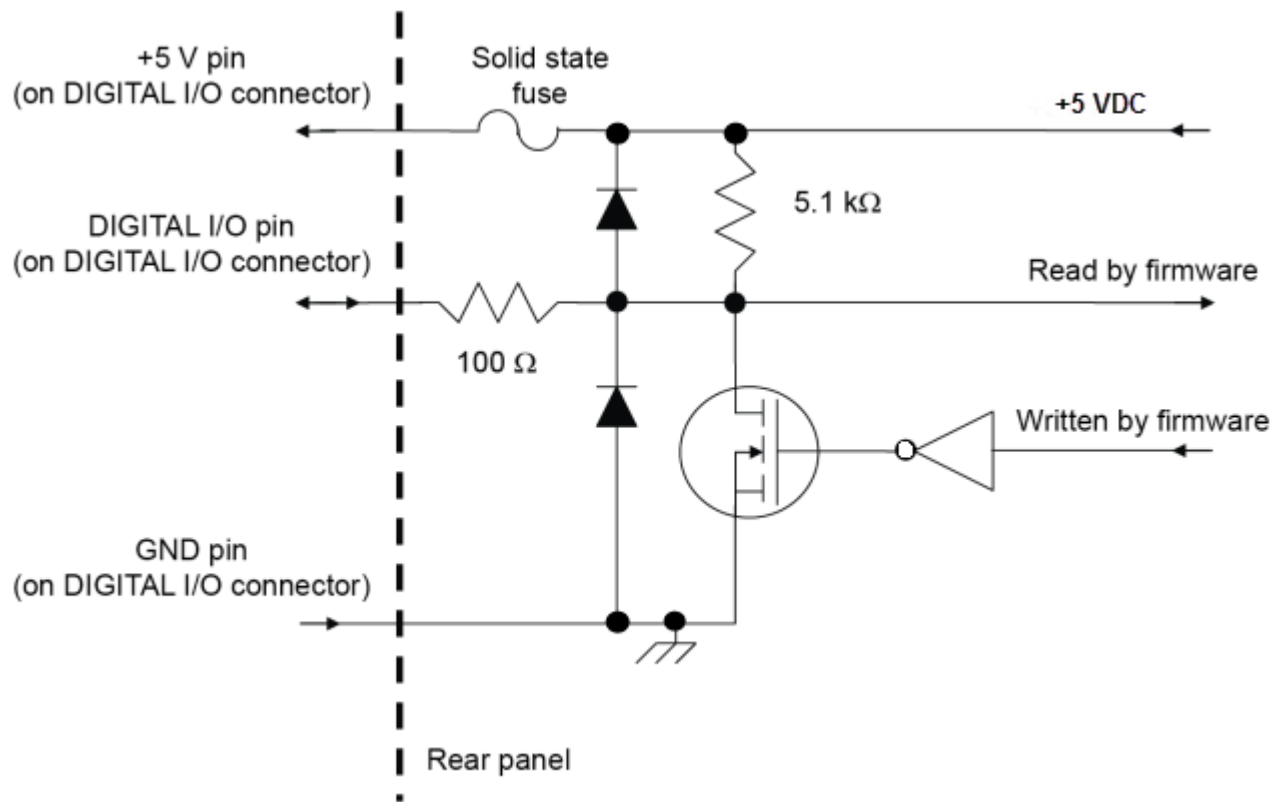 +5 V pin
(on DIGITAL I/O connector)
Solid state
fuse
+5 VDC
5.1 kΩ
DIGITAL I/O pin
(on DIGITAL I/O connector)
Read by firmware
100 Ω
Written by firmware
GND pin
(on DIGITAL I/O connector)
Rear panel